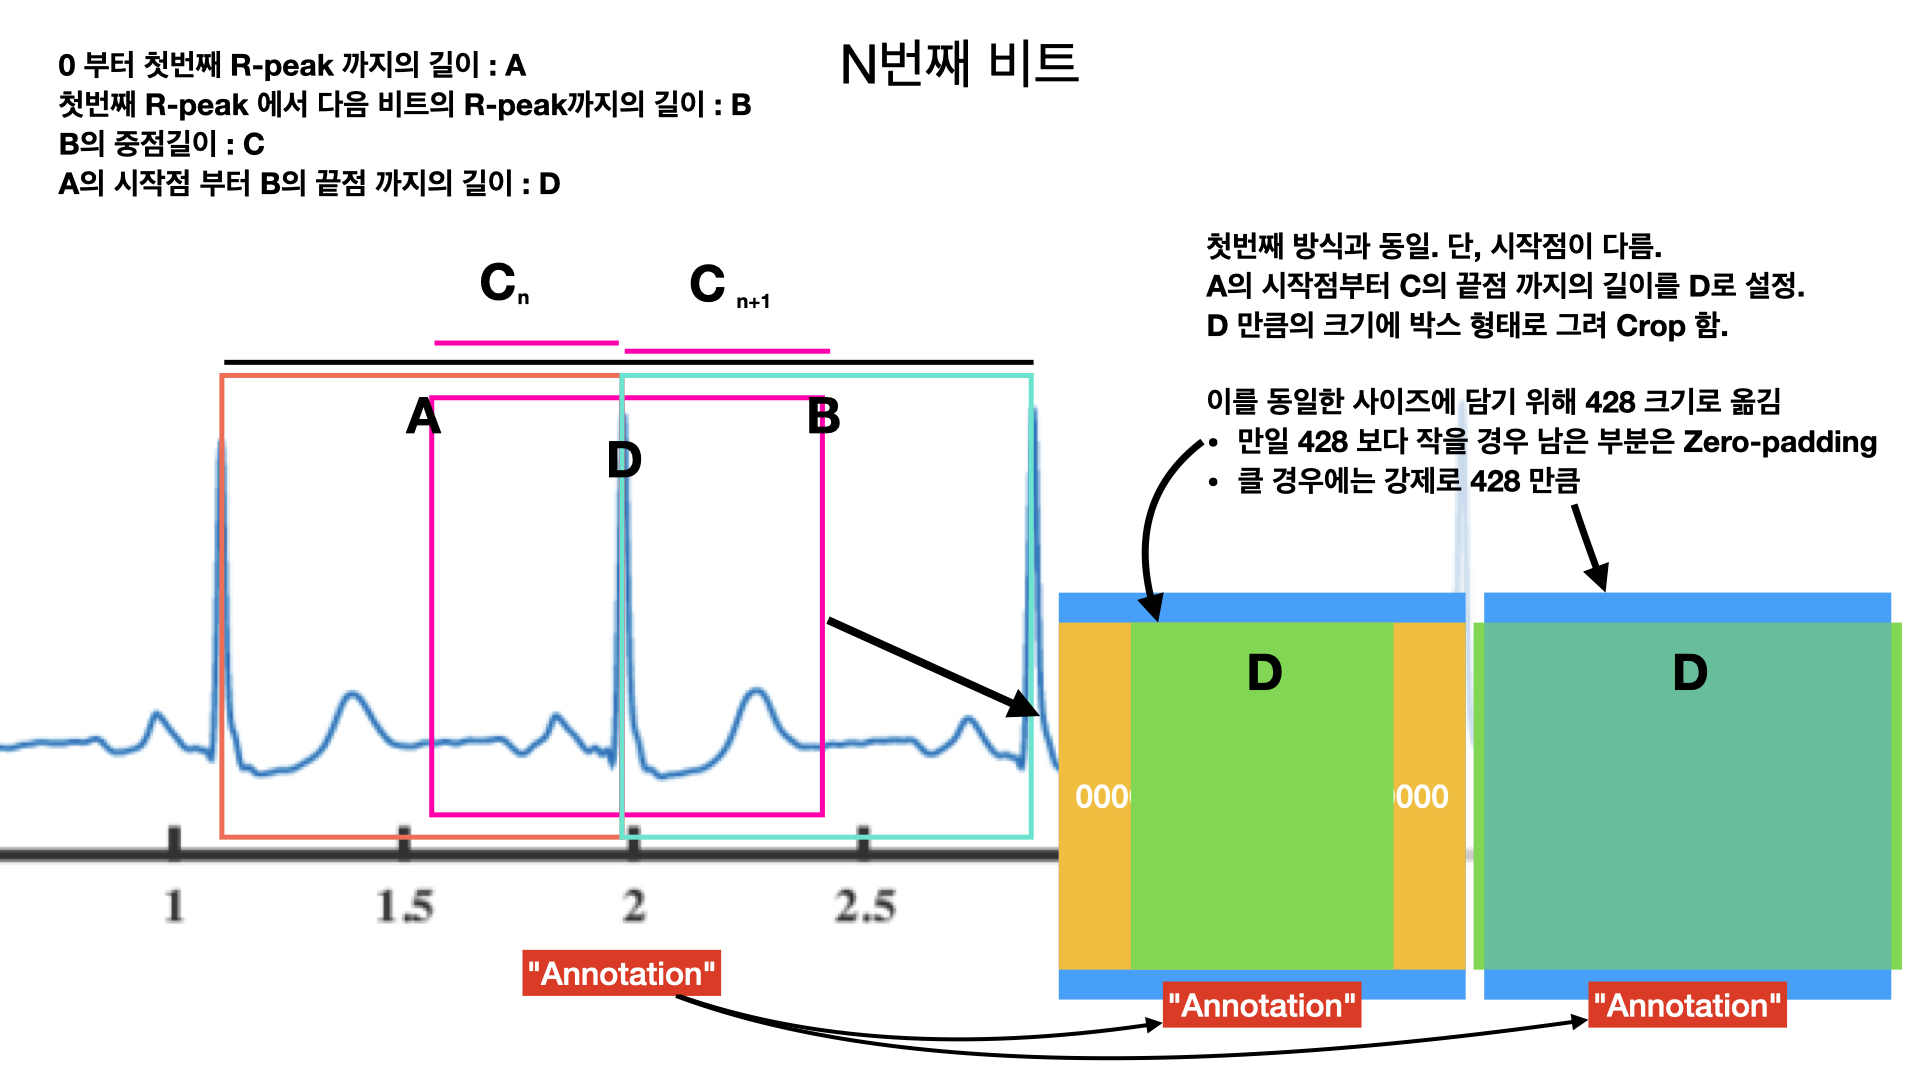 N번째 비트
0 부터 첫번째 R-peak 까지의 길이 : A
첫번째 R-peak 에서 다음 비트의 R-peak까지의 길이 : B
B의 중점길이 : C
A의 시작점 부터 B의 끝점 까지의 길이 : D
첫번째 방식과 동일. 단, 시작점이 다름.
A의 시작점부터 C의 끝점 까지의 길이를 D로 설정.
D 만큼의 크기에 박스 형태로 그려 Crop 함.
이를 동일한 사이즈에 담기 위해 428 크기로 옮김
• 만일 428 보다 작을 경우 남은 부분은 Zero-padding
• 클 경우에는 강제로 428 만큼
Cn
C n+1
A
B
D
D
D
0000
0000
1
1.5
2
2.5
"Annotation"
"Annotation"
"Annotation"